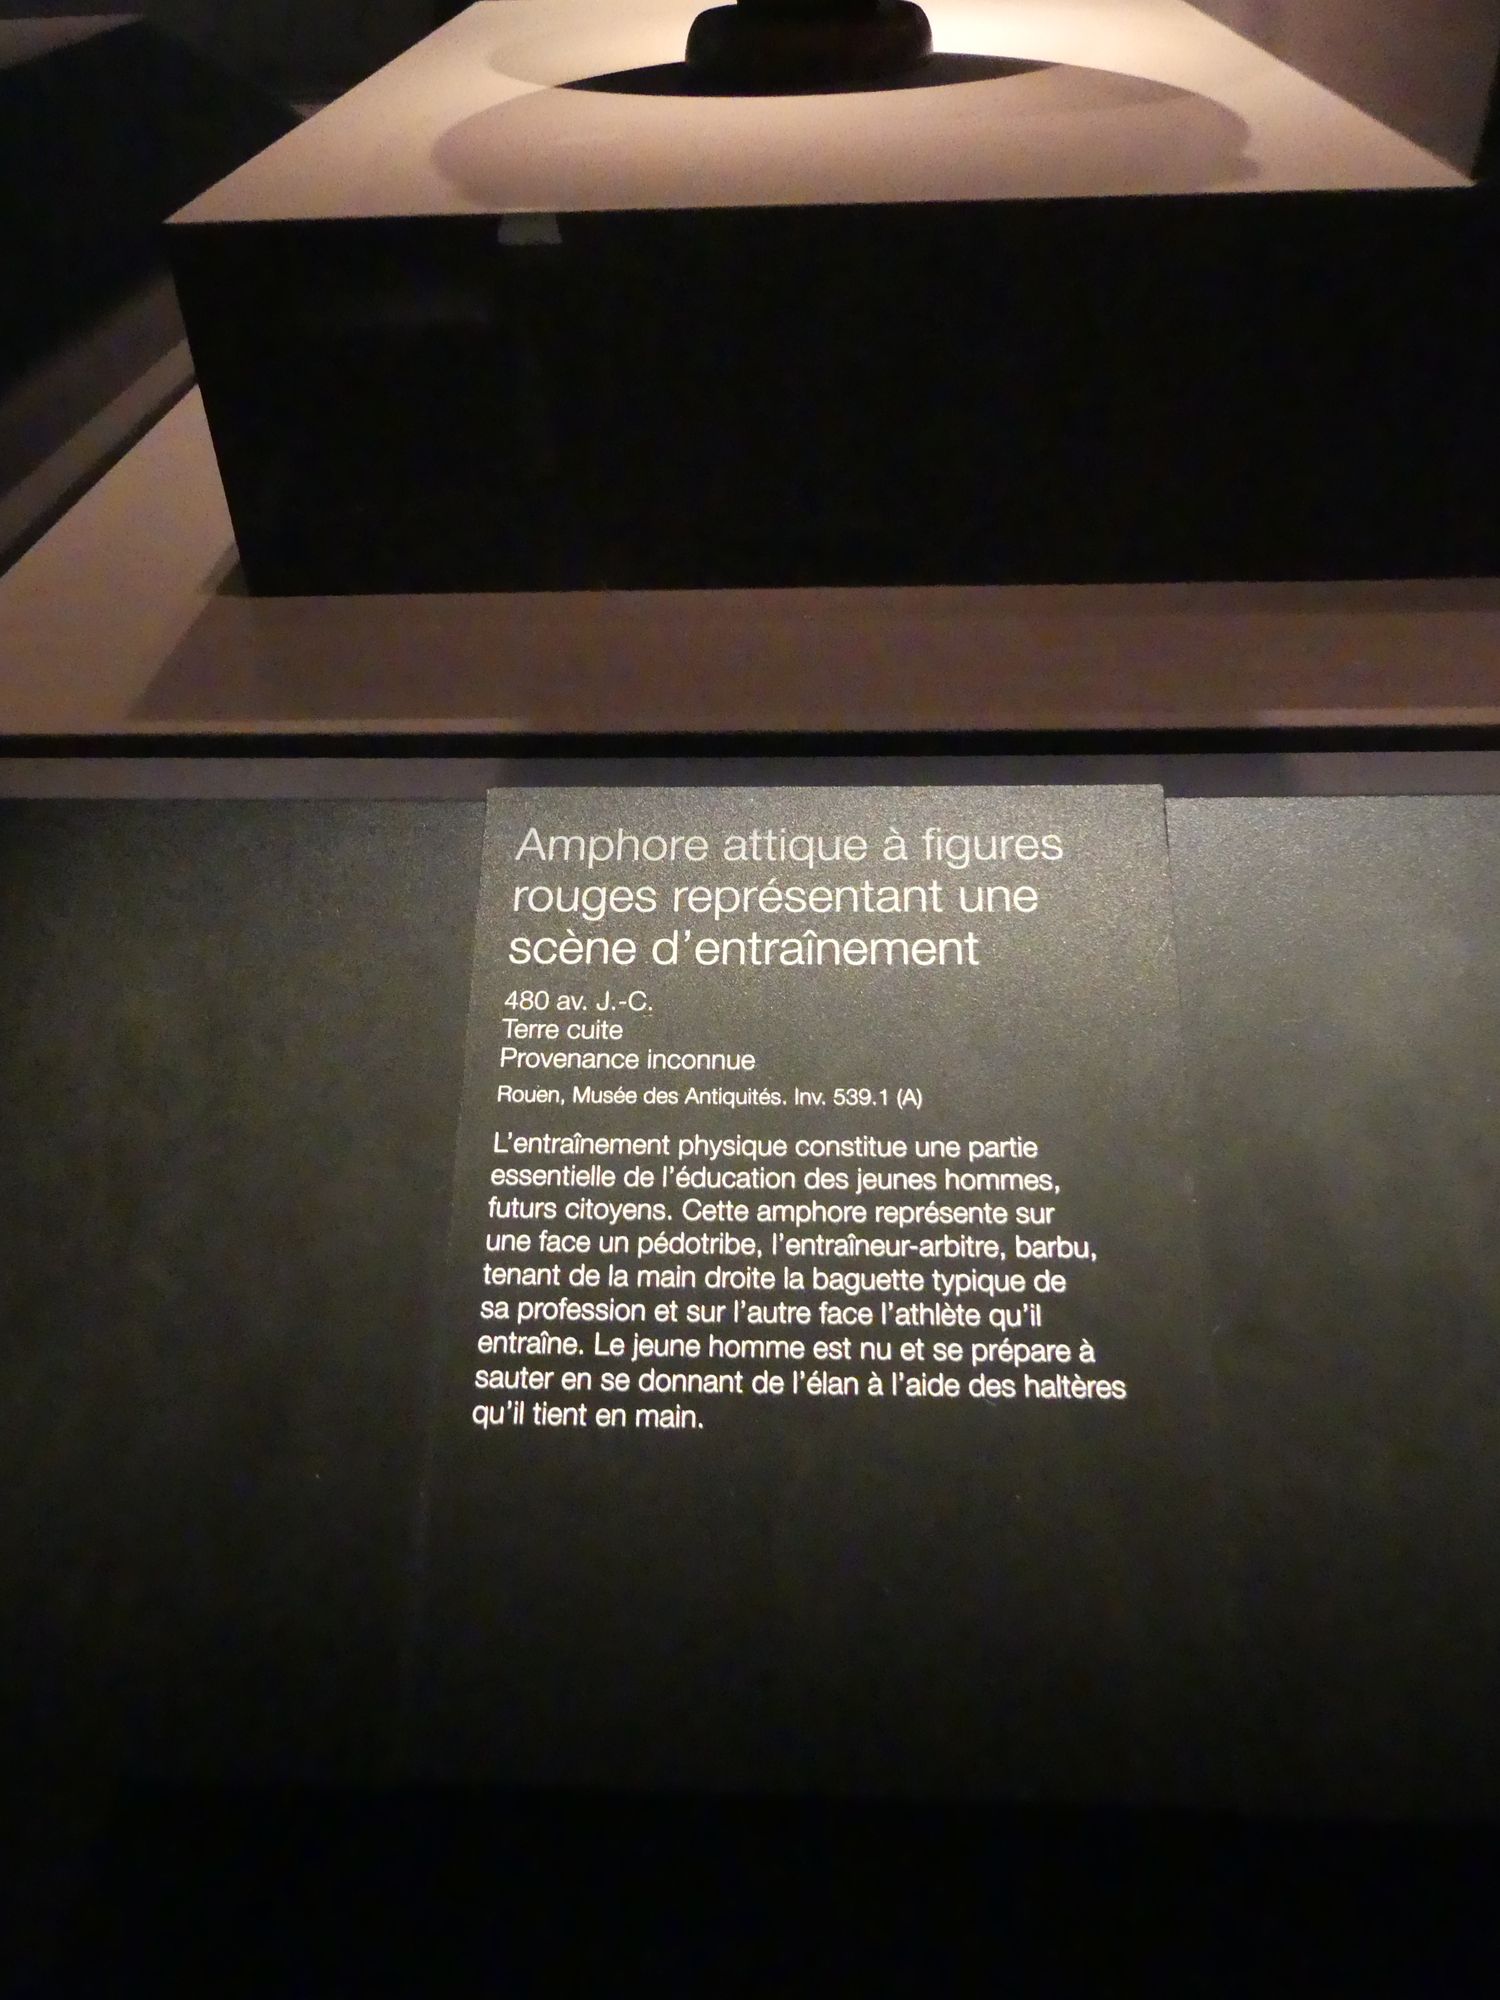 Amphore attique à figures
rouges représentant une
scène d'entraînement
480 av. J.-C.
Terre cuite
Provenance inconnue
Rouen, Musée des Antiquités. Inv. 539.1 (A)
L'entraînement physique constitue une partie
essentielle de l'éducation des jeunes hommes,
futurs citoyens. Cette amphore représente sur
une face un pédotribe, l'entraîneur-arbitre, barbu,
tenant de la main droite la baguette typique de
sa profession et sur l'autre face l'athlète qu'il
entraîne. Le jeune homme est nu et se prépare à
sauter en se donnant de l'élan à l'aide des haltères
qu'il tient en main.